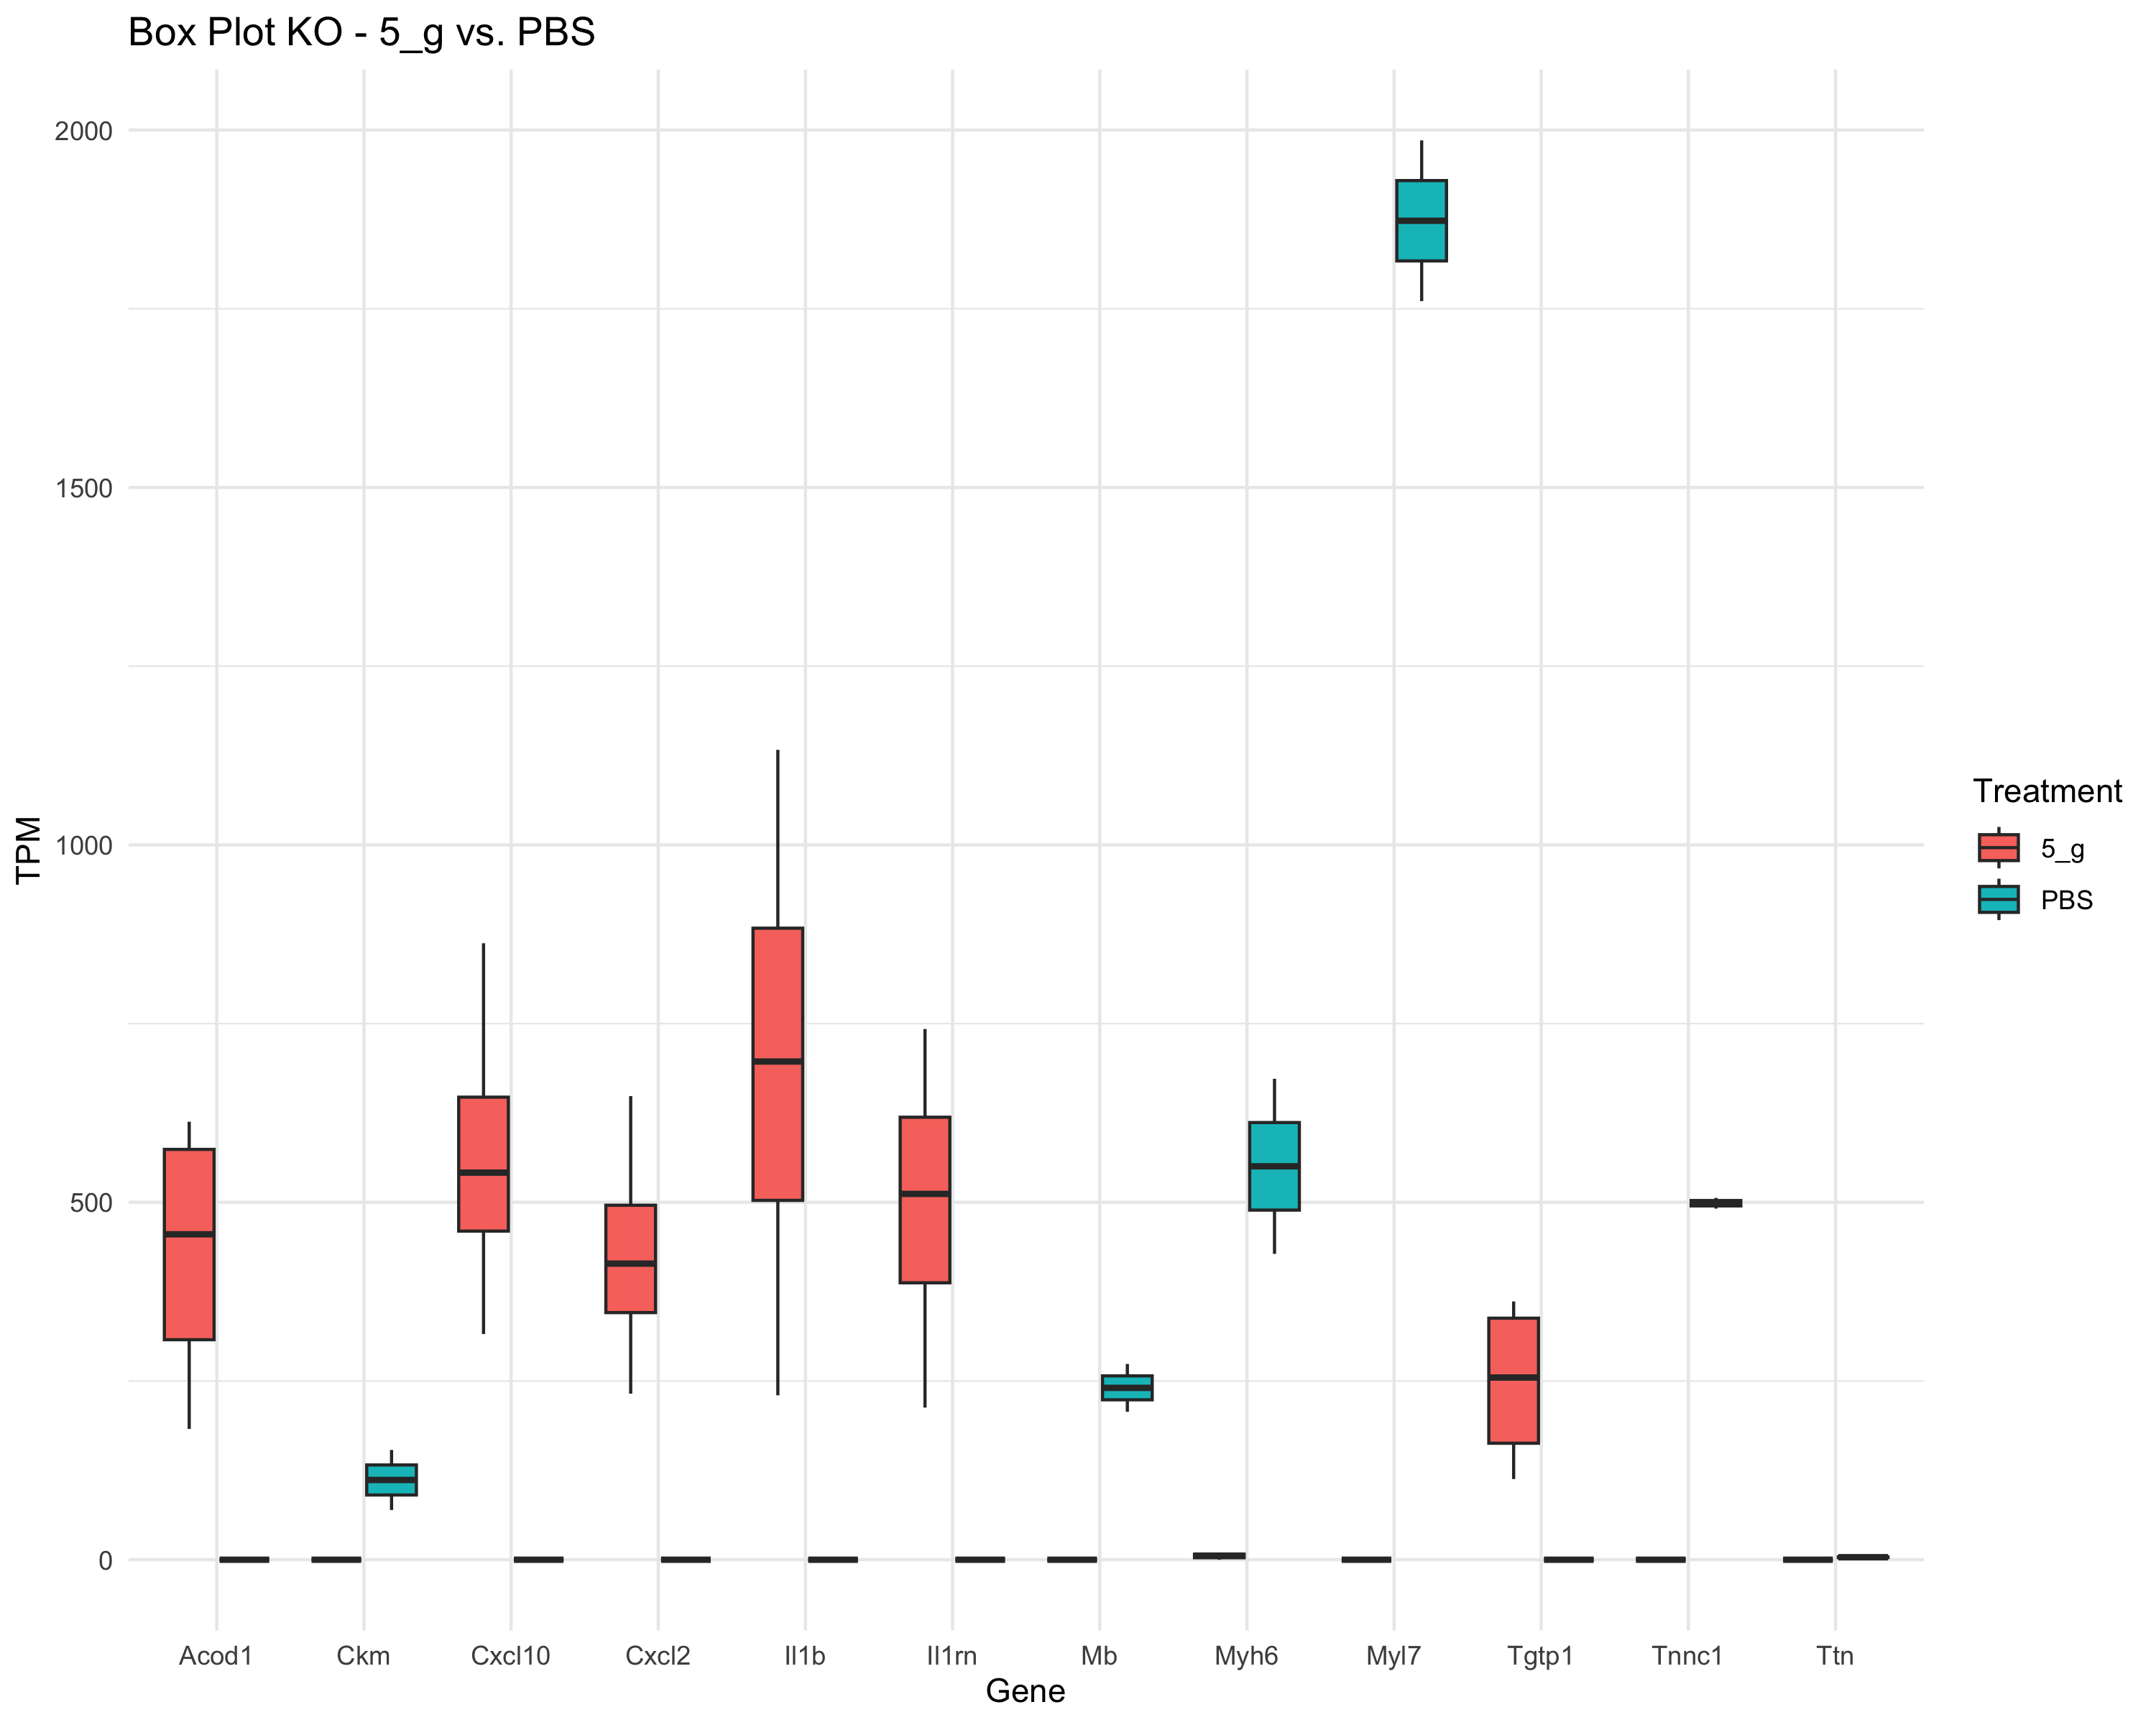 Box Plot KO - 5_g vs. PBS
2000
1500
1000
500
0
TPM
Acod1 Ckm Cxcl10 Cxcl2 Il1b Il1rn Mb Myh6 Myl7 Tgtp1 Tnnc1 Ttn
Gene
Treatment
5_g
PBS